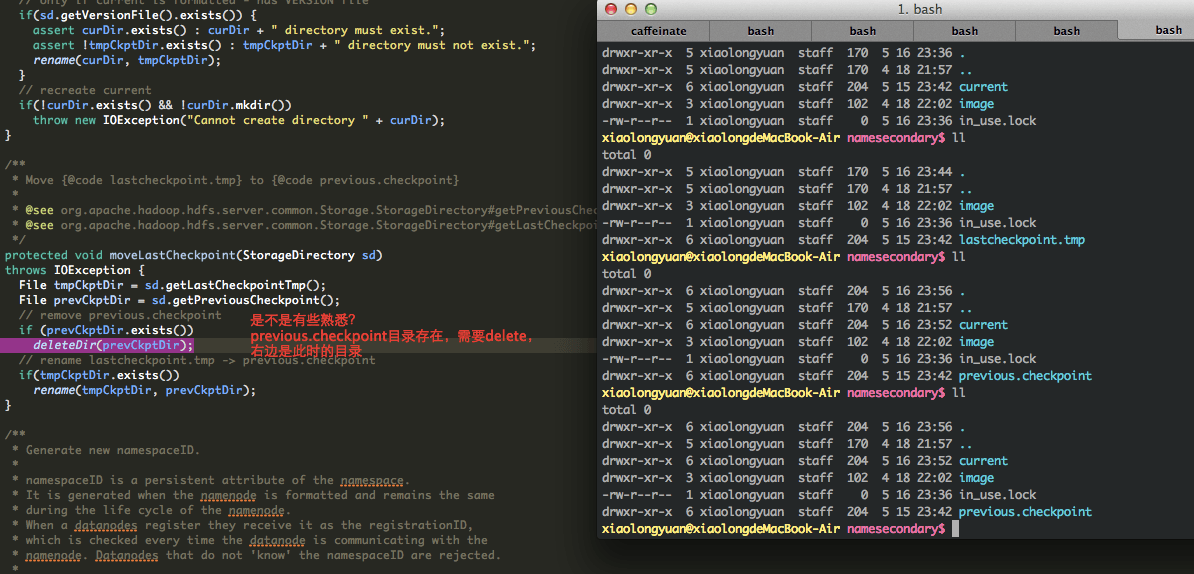 // only if current is formatted - has VERSION file
if(sd.getVersionFile().exists()) {
assert curDir.exists() : curDir + " directory must exist.";
assert !tmpCkptDir.exists() : tmpCkptDir + " directory must not exist.";
rename(curDir, tmpCkptDir);
}
// recreate current
if(!curDir.exists() && !curDir.mkdir())
throw new IOException("Cannot create directory " + curDir);
}
/**
* Move {@code lastcheckpoint.tmp} to {@code previous.checkpoint}
*
* @see org.apache.hadoop.hdfs.server.common.Storage.StorageDirectory#getPreviousChec
* @see org.apache.hadoop.hdfs.server.common.Storage.StorageDirectory#getLastCheckpoi
*/
protected void moveLastCheckpoint(StorageDirectory sd)
throws IOException {
File tmpCkptDir = sd.getLastCheckpointTmp();
File prevCkptDir = sd.getPreviousCheckpoint();
// remove previous.checkpoint
if (prevCkptDir.exists())
deleteDir(prevCkptDir);
// rename lastcheckpoint.tmp -> previous.checkpoint
if(tmpCkptDir.exists())
rename(tmpCkptDir, prevCkptDir);
}
是不是有些熟悉?
previous.checkpoint目录存在，需要delete，
右边是此时的目录
/**
* Generate new namespaceID.
*
* namespaceID is a persistent attribute of the namespace.
* It is generated when the namenode is formatted and remains the same
* during the life cycle of the namenode.
* When a datanodes register they receive it as the registrationID,
* which is checked every time the datanode is communicating with the
* namenode. Datanodes that do not 'know' the namespaceID are rejected.
*
1. bash
caffeinate bash bash bash bash bash
drwxr-xr-x 5 xiaolongyuan staff 170 5 16 23:36 .
drwxr-xr-x 5 xiaolongyuan staff 170 4 18 21:57 ..
drwxr-xr-x 6 xiaolongyuan staff 204 5 15 23:42 current
drwxr-xr-x 3 xiaolongyuan staff 102 4 18 22:02 image
-rw-r--r-- 1 xiaolongyuan staff 0 5 16 23:36 in_use.lock
xiaolongyuan@xiaolongdeMacBook-Air namesecondary$ ll
total 0
drwxr-xr-x 5 xiaolongyuan staff 170 5 16 23:44 .
drwxr-xr-x 5 xiaolongyuan staff 170 4 18 21:57 ..
drwxr-xr-x 3 xiaolongyuan staff 102 4 18 22:02 image
-rw-r--r-- 1 xiaolongyuan staff 0 5 16 23:36 in_use.lock
drwxr-xr-x 6 xiaolongyuan staff 204 5 15 23:42 lastcheckpoint.tmp
xiaolongyuan@xiaolongdeMacBook-Air namesecondary$ ll
total 0
drwxr-xr-x 6 xiaolongyuan staff 204 5 16 23:56 .
drwxr-xr-x 5 xiaolongyuan staff 170 4 18 21:57 ..
drwxr-xr-x 6 xiaolongyuan staff 204 5 16 23:52 current
drwxr-xr-x 3 xiaolongyuan staff 102 4 18 22:02 image
-rw-r--r-- 1 xiaolongyuan staff 0 5 16 23:36 in_use.lock
drwxr-xr-x 6 xiaolongyuan staff 204 5 15 23:42 previous.checkpoint
xiaolongyuan@xiaolongdeMacBook-Air namesecondary$ ll
total 0
drwxr-xr-x 6 xiaolongyuan staff 204 5 16 23:56 .
drwxr-xr-x 5 xiaolongyuan staff 170 4 18 21:57 ..
drwxr-xr-x 6 xiaolongyuan staff 204 5 16 23:52 current
drwxr-xr-x 3 xiaolongyuan staff 102 4 18 22:02 image
-rw-r--r-- 1 xiaolongyuan staff 0 5 16 23:36 in_use.lock
drwxr-xr-x 6 xiaolongyuan staff 204 5 15 23:42 previous.checkpoint
xiaolongyuan@xiaolongdeMacBook-Air namesecondary$